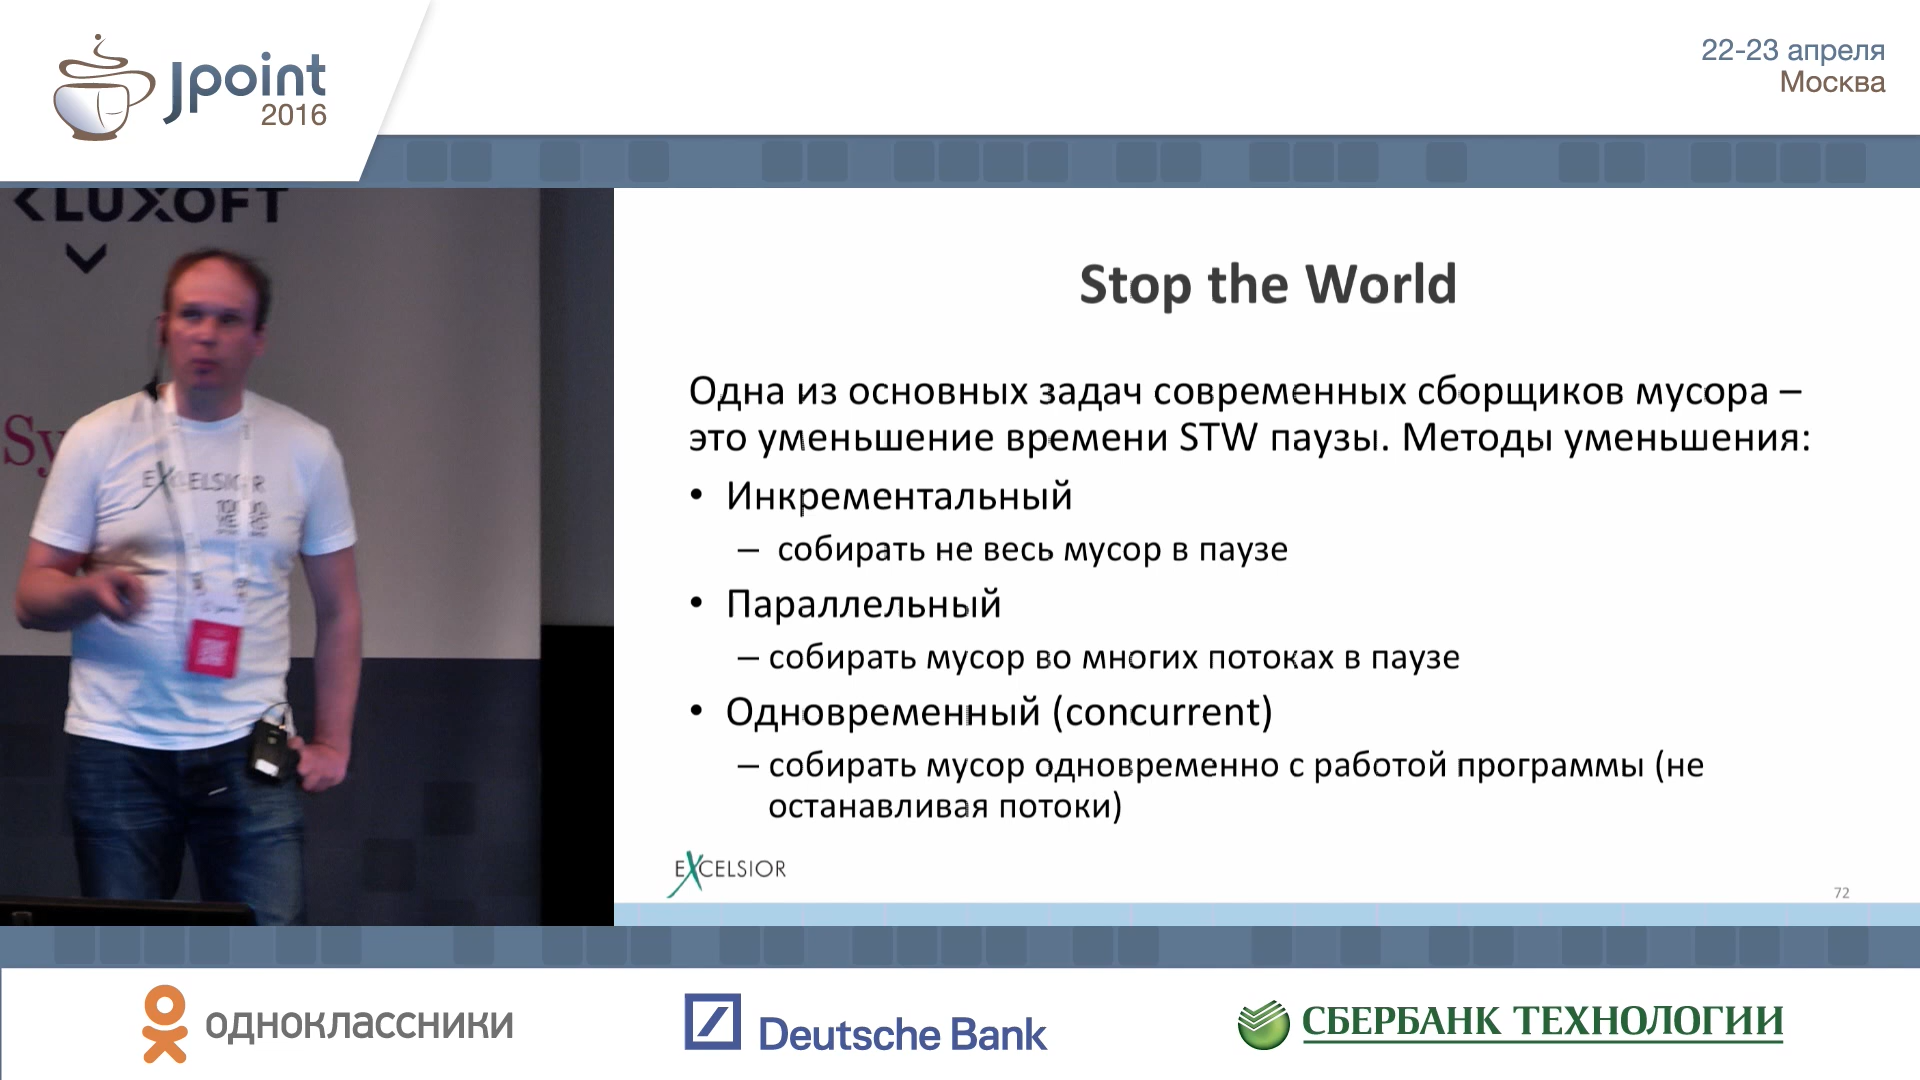 Jpoint
2016
22-23 апреля
Москва
LUXOFT
Sy
EXCELSIOR
Stop the World
Одна из основных задач современных сборщиков мусора –
это уменьшение времени STW паузы. Методы уменьшения:
• Инкрементальный
– собирать не весь мусор в паузе
• Параллельный
– собирать мусор во многих потоках в паузе
• Одновременный (concurrent)
– собирать мусор одновременно с работой программы (не
останавливая потоки)
EXCELSIOR
72
одноклассники
Deutsche Bank
СБЕРБАНК ТЕХНОЛОГИИ